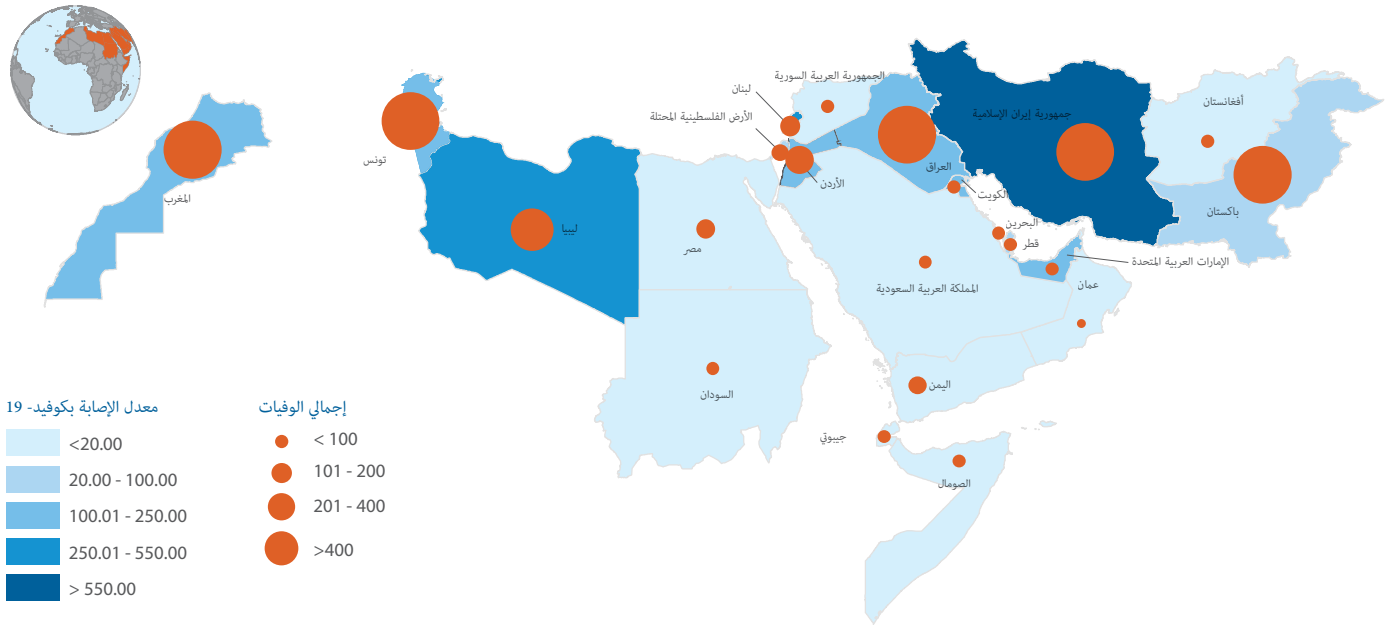 الجمهورية العربية السورية
لبنان
الأرض الفلسطينية المحتلة
أفغانستان
جمهورية إيران الإسلامية
تونس
العراق
الأردن
الكويت
المغرب
باكستان
البحرين
قطر
ليبيا
مصر
الإمارات العربية المتحدة
المملكة العربية السعودية
عمان
السودان
اليمن
جيبوتي
الصومال
معدل الإصابة بكوفيد- 19
<20.00
20.00 - 100.00
100.01 - 250.00
250.01 - 550.00
> 550.00
إجمالي الوفيات
< 100
101 - 200
201 - 400
>400